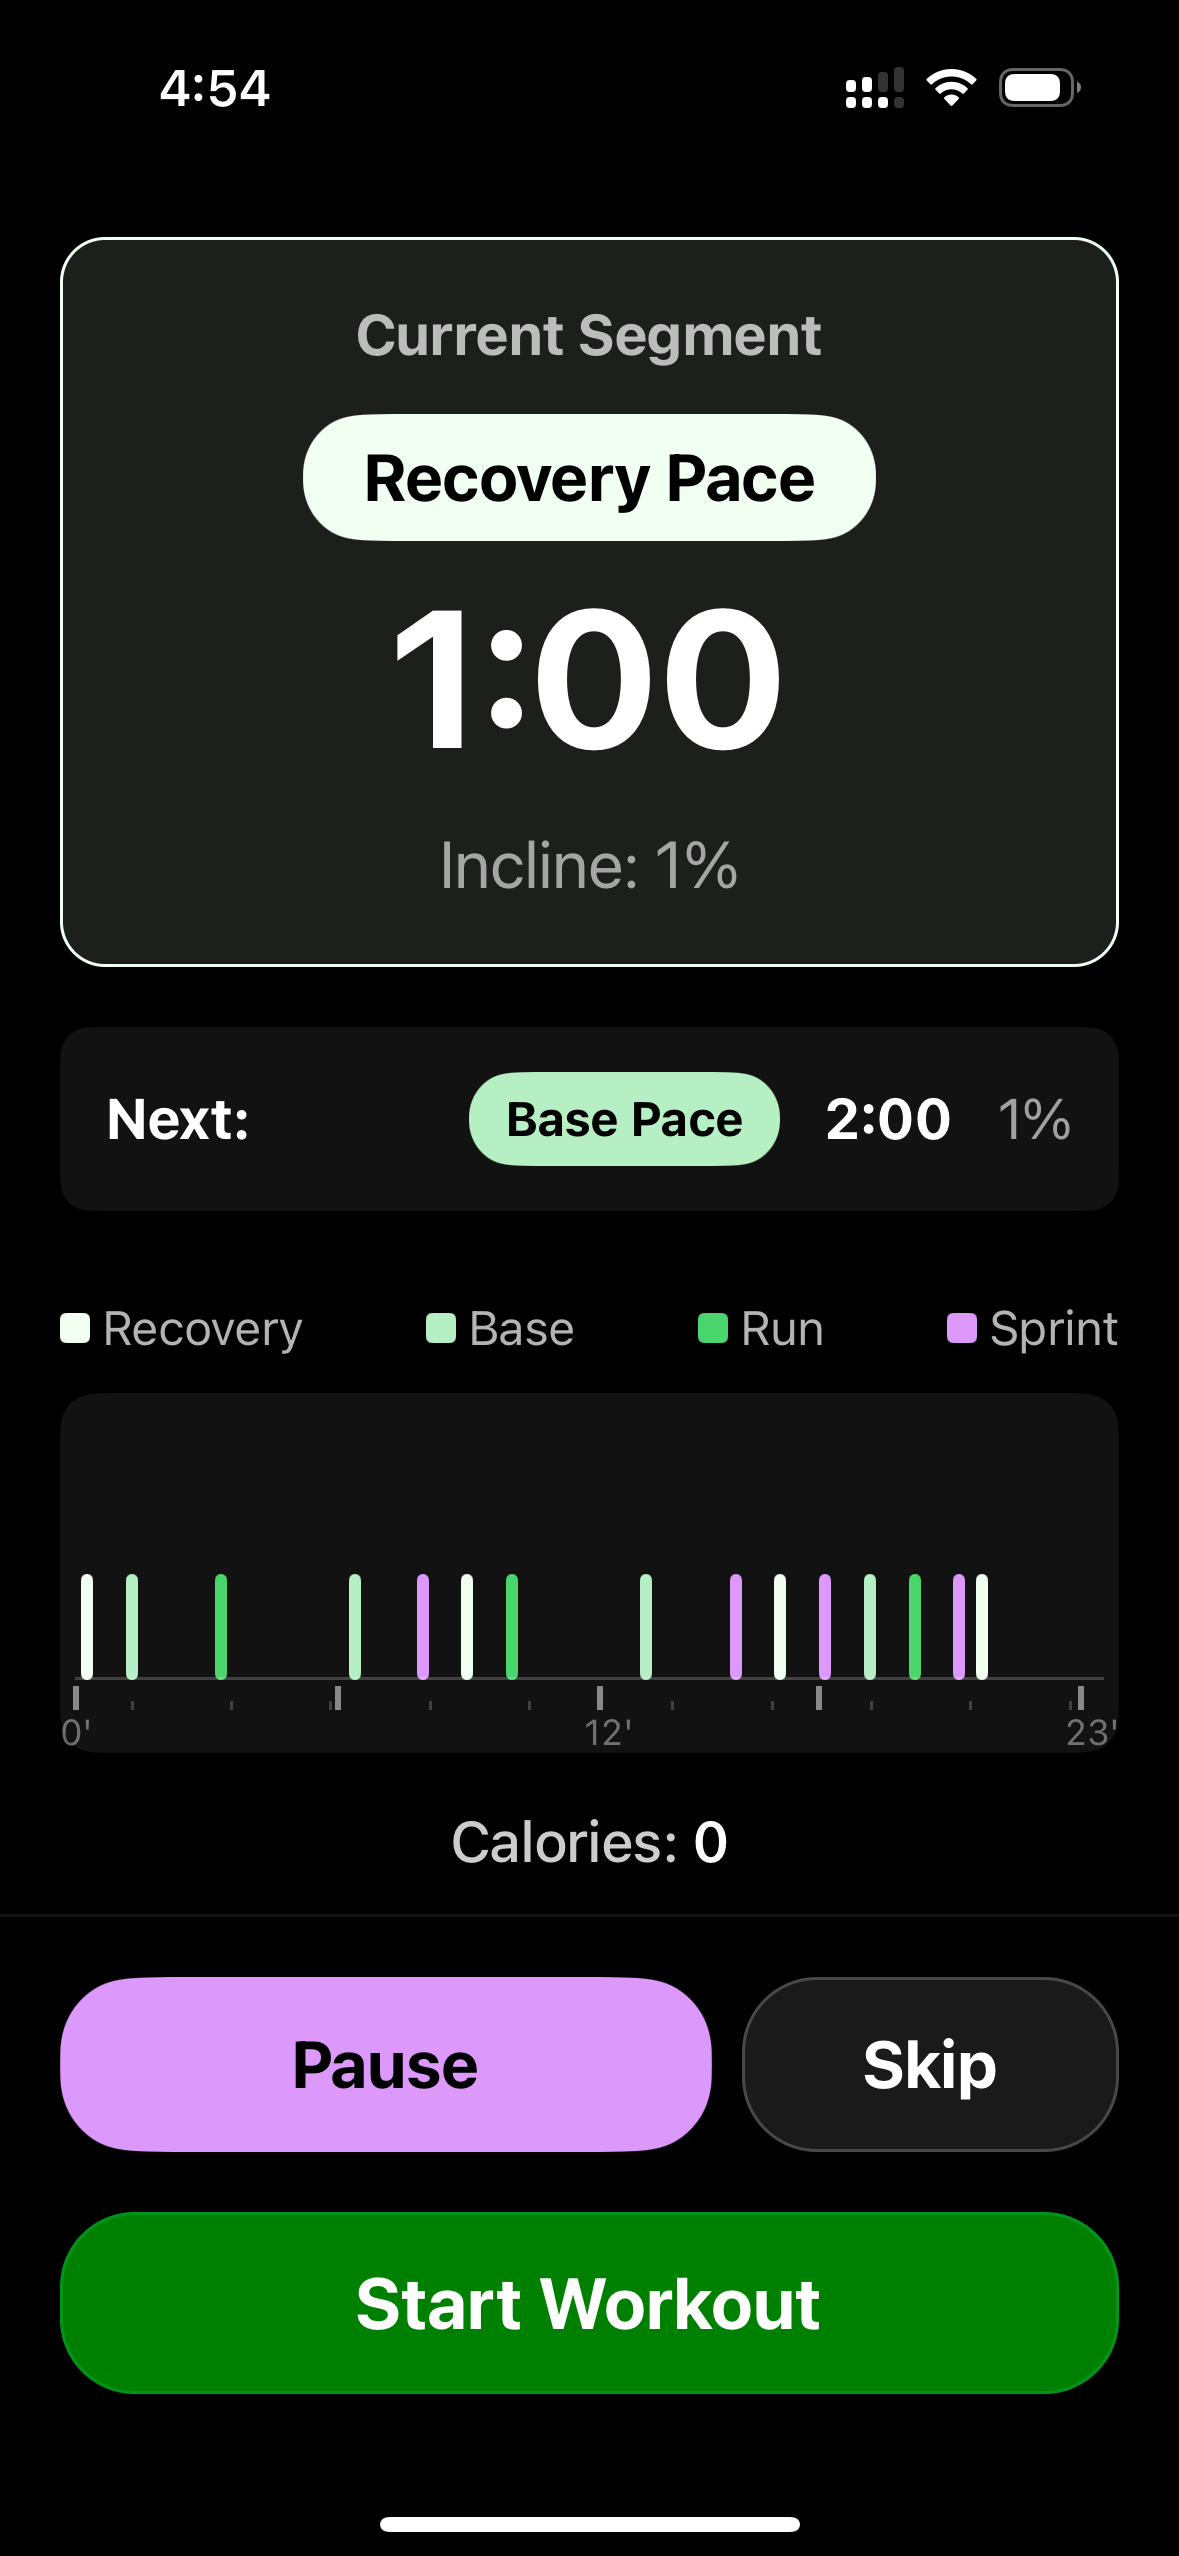 4:54
Current Segment
Recovery Pace
1:00
Incline: 1%
Next: Base Pace 2:00 1%
Recovery Base Run Sprint
0' 12' 23'
Calories: 0
Pause Skip
Start Workout